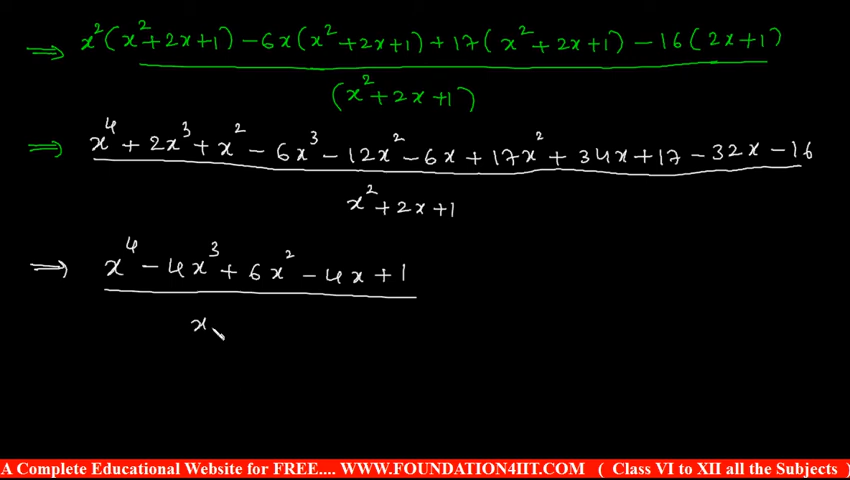 ⇒ x²(x²+2x+1) - 6x(x²+2x+1) + 17(x²+2x+1) - 16(2x+1)
(x²+2x+1)
⇒ x⁴ + 2x³ + x² - 6x³ - 12x² - 6x + 17x² + 34x + 17 - 32x - 16
x²+2x+1
⇒ x⁴ - 4x³ + 6x² - 4x + 1
x
A Complete Educational Website for FREE.... WWW.FOUNDATION4IIT.COM ( Class VI to XII all the Subjects )